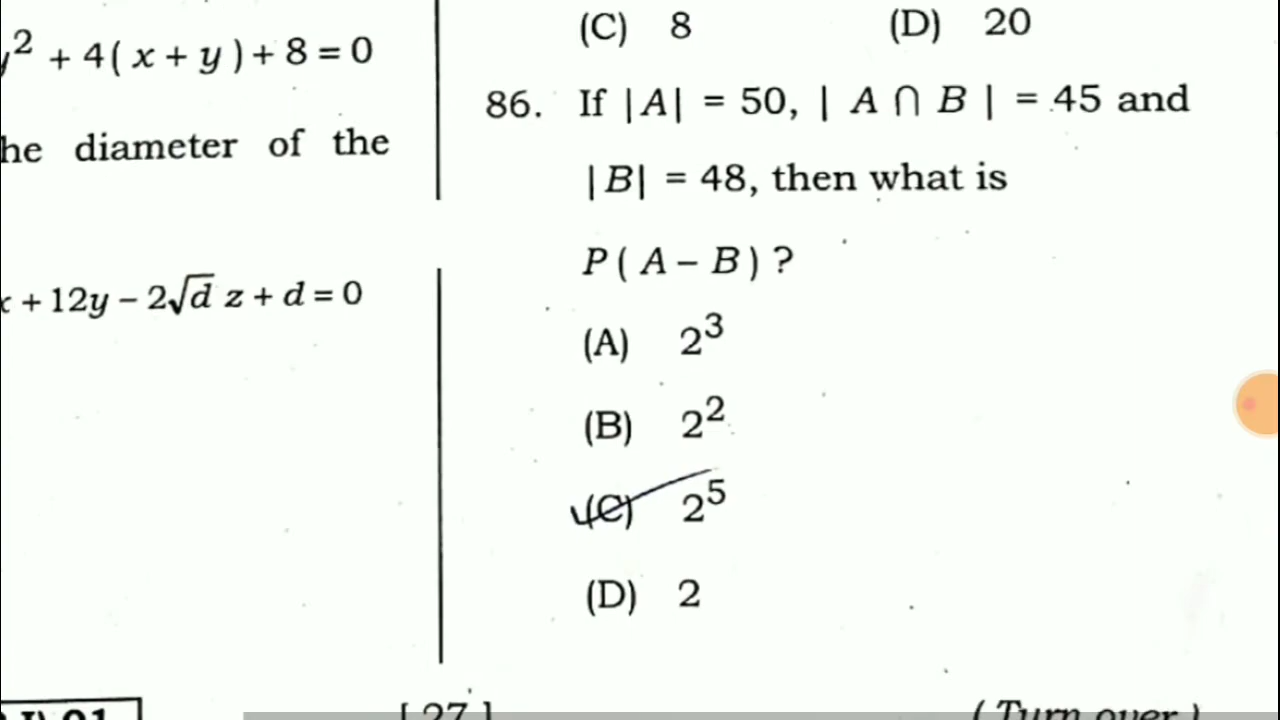 y² + 4( x + y ) + 8 = 0
he diameter of the
x + 12y – 2√d z + d = 0
(C) 8 (D) 20
86. If |A| = 50, | A ∩ B | = 45 and
|B| = 48, then what is
P( A – B ) ?
(A) 2³
(B) 2²
(C) 2⁵
(D) 2
[ 27 ]
( Turn over )